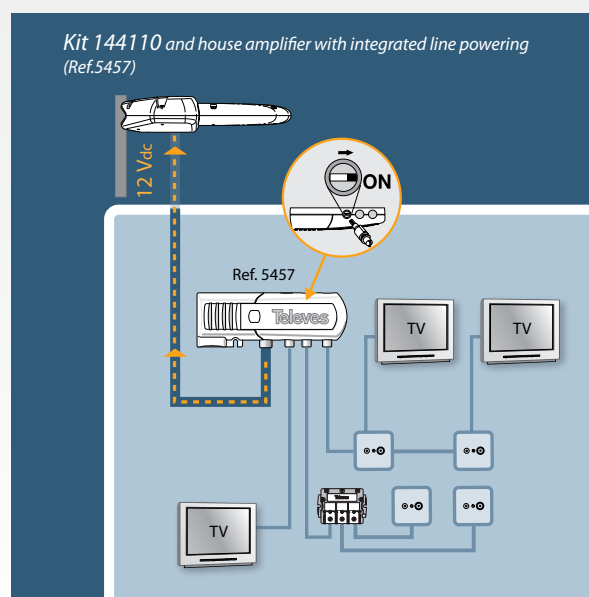 Kit 144110 and house amplifier with integrated line powering
(Ref.5457)
12 Vdc
ON
Ref. 5457
Televes
TV
TV
TV
Televes